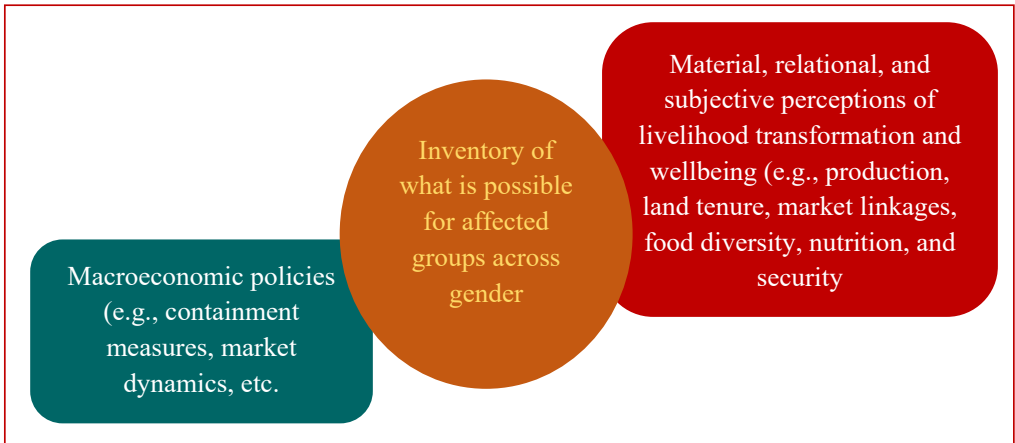 Macroeconomic policies
(e.g., containment
measures, market
dynamics, etc.
Inventory of
what is possible
for affected
groups across
gender
Material, relational, and
subjective perceptions of
livelihood transformation and
wellbeing (e.g., production,
land tenure, market linkages,
food diversity, nutrition, and
security